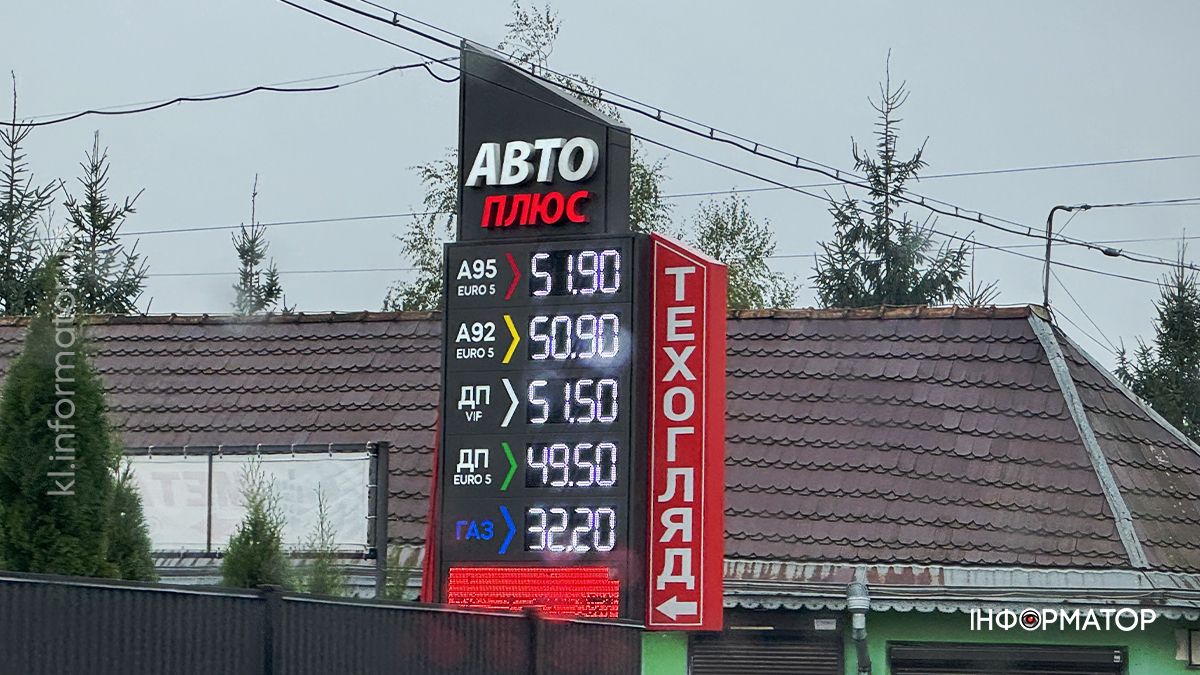 АВТО
ПЛЮС
А95 51.90
EURO 5
А92 50.90
EURO 5
ДП 51.50
VIP
ДП 49.50
EURO 5
ГАЗ 32.20
ТЕХОГЛЯД
kl.informator
ІНФОРМАТОР